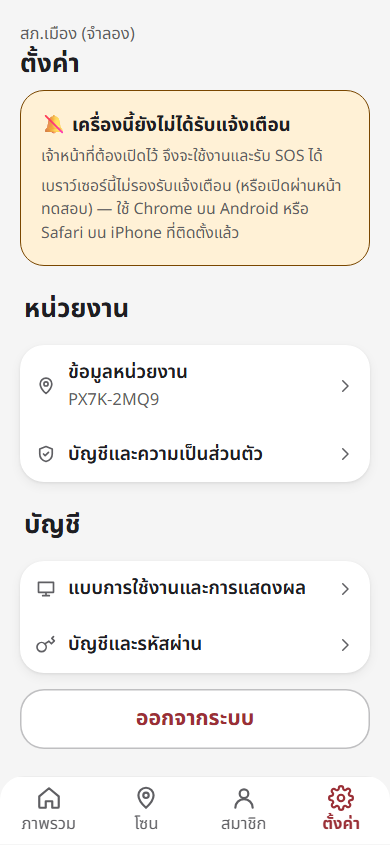 สภ.เมือง (จำลอง)
ตั้งค่า
เครื่องนี้ยังไม่ได้รับแจ้งเตือน
เจ้าหน้าที่ต้องเปิดไว้ จึงจะใช้งานและรับ SOS ได้
เบราว์เซอร์นี้ไม่รองรับแจ้งเตือน (หรือเปิดผ่านหน้า
ทดสอบ) — ใช้ Chrome บน Android หรือ
Safari บน iPhone ที่ติดตั้งแล้ว
หน่วยงาน
ข้อมูลหน่วยงาน
PX7K-2MQ9
บัญชีและความเป็นส่วนตัว
บัญชี
แบบการใช้งานและการแสดงผล
บัญชีและรหัสผ่าน
ออกจากระบบ
ภาพรวม
โซน
สมาชิก
ตั้งค่า